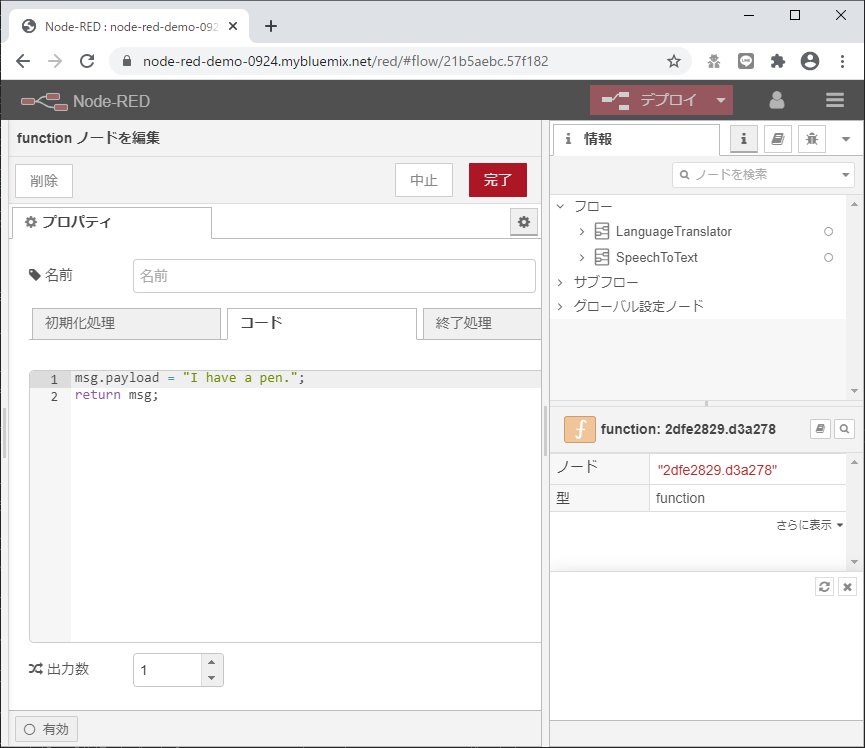 Node-RED : node-red-demo-092
node-red-demo-0924.mybluemix.net/red/#flow/21b5aebc.57f182
Node-RED
デプロイ
function ノードを編集
削除
中止
完了
プロパティ
名前
名前
初期化処理
コード
終了処理
1 msg.payload = "I have a pen.";
2 return msg;
出力数
1
有効
情報
ノードを検索
フロー
LanguageTranslator
SpeechToText
サブフロー
グローバル設定ノード
function: 2dfe2829.d3a278
ノード "2dfe2829.d3a278"
型 function
さらに表示